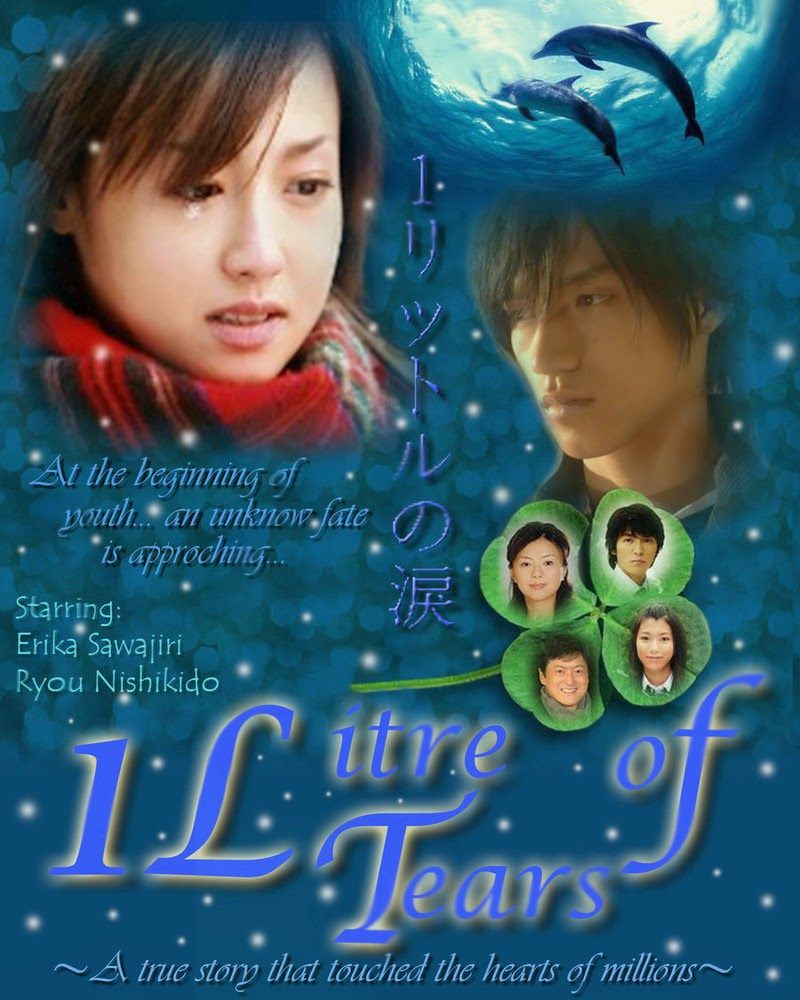 1リットルの涙
At the beginning of
youth... an unknow fate
is approching...
Starring:
Erika Sawajiri
Ryou Nishikido
1 Litre of
Tears
~A true story that touched the hearts of millions~